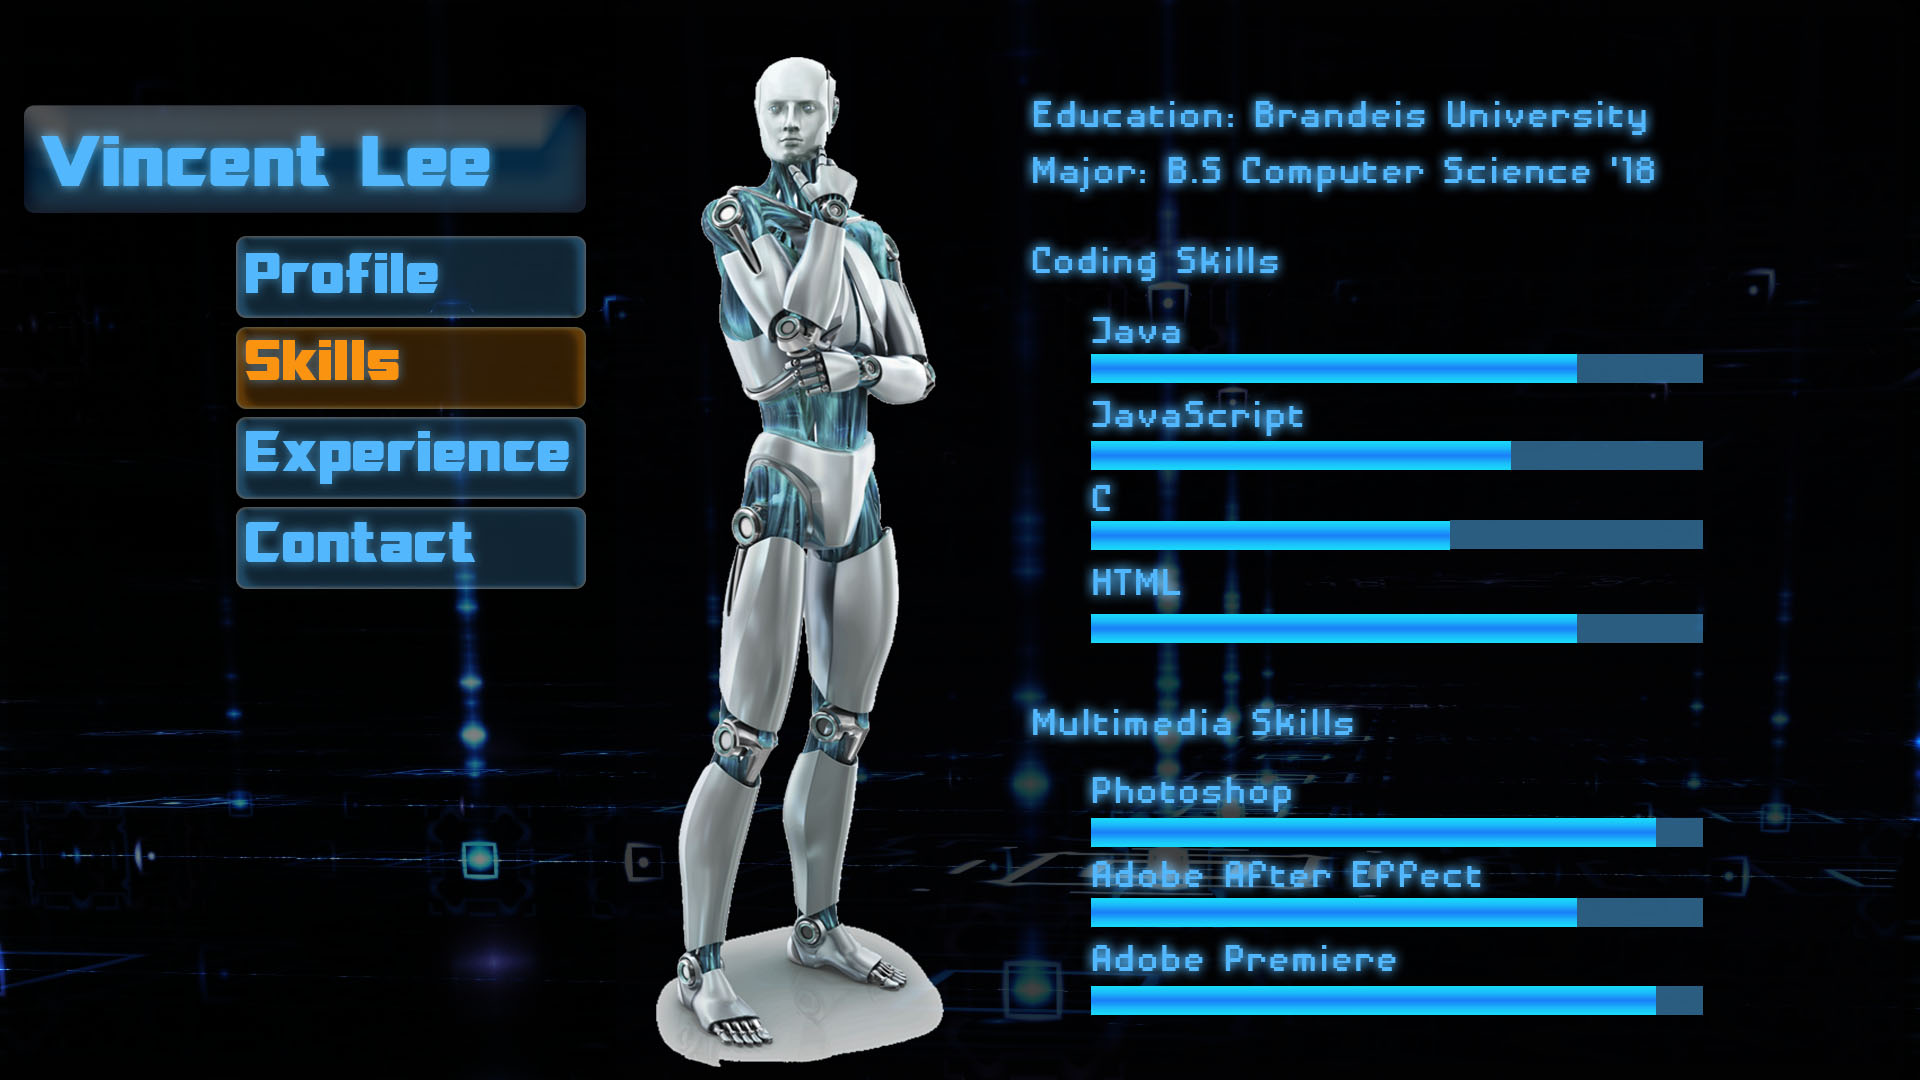 Vincent Lee
Profile
Skills
Experience
Contact
Education: Brandeis University
Major: B.S Computer Science '18
Coding Skills
Java
JavaScript
C
HTML
Multimedia Skills
Photoshop
Adobe After Effect
Adobe Premiere